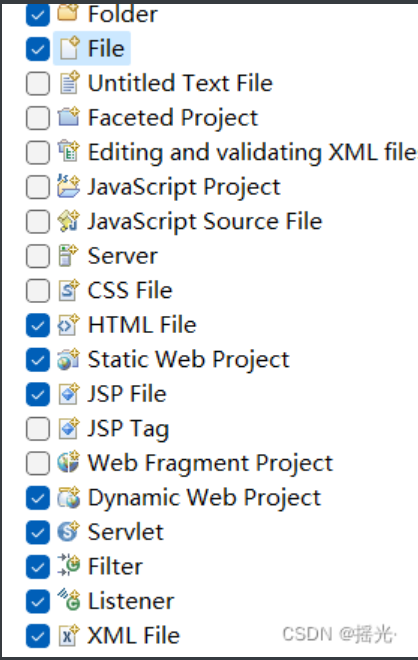 Folder
File
Untitled Text File
Faceted Project
Editing and validating XML file
JavaScript Project
JavaScript Source File
Server
CSS File
HTML File
Static Web Project
JSP File
JSP Tag
Web Fragment Project
Dynamic Web Project
Servlet
Filter
Listener
XML File
CSDN @摇光·